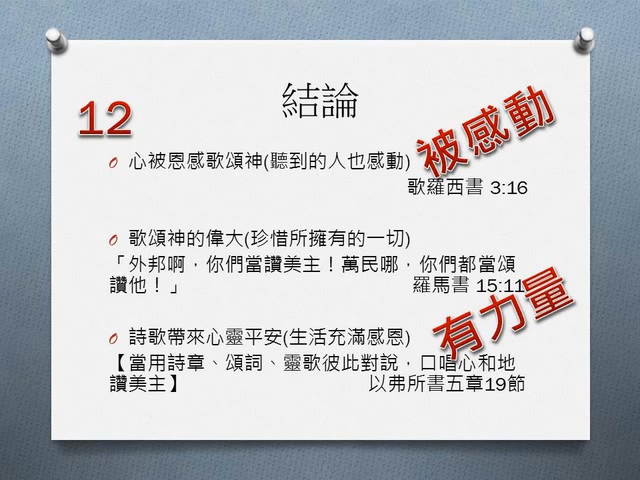 結論
12
被感動
心被恩感歌頌神(聽到的人也感動)
歌羅西書 3:16
歌頌神的偉大(珍惜所擁有的一切)
「外邦啊，你們當讚美主！萬民哪，你們都當頌
讚他！」 羅馬書 15:11
有力量
詩歌帶來心靈平安(生活充滿感恩)
【當用詩章、頌詞、靈歌彼此對說，口唱心和地
讚美主】 以弗所書五章19節